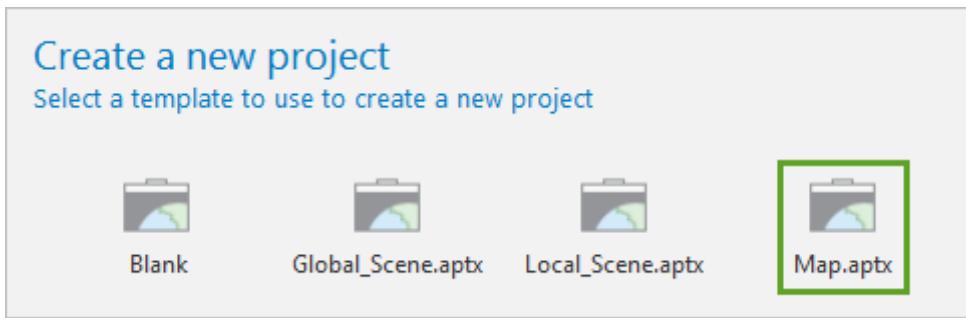 Create a new project
Select a template to use to create a new project
Blank Global_Scene.aptx Local_Scene.aptx Map.aptx